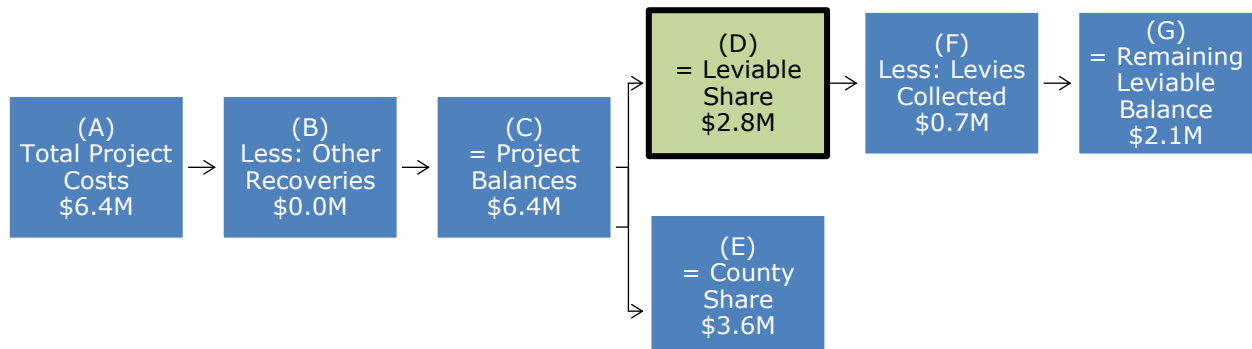 (A)
Total Project
Costs
$6.4M
(B)
Less: Other
Recoveries
$0.0M
(C)
= Project
Balances
$6.4M
(D)
= Leviable
Share
$2.8M
(E)
= County
Share
$3.6M
(F)
Less: Levies
Collected
$0.7M
(G)
= Remaining
Leviable
Balance
$2.1M